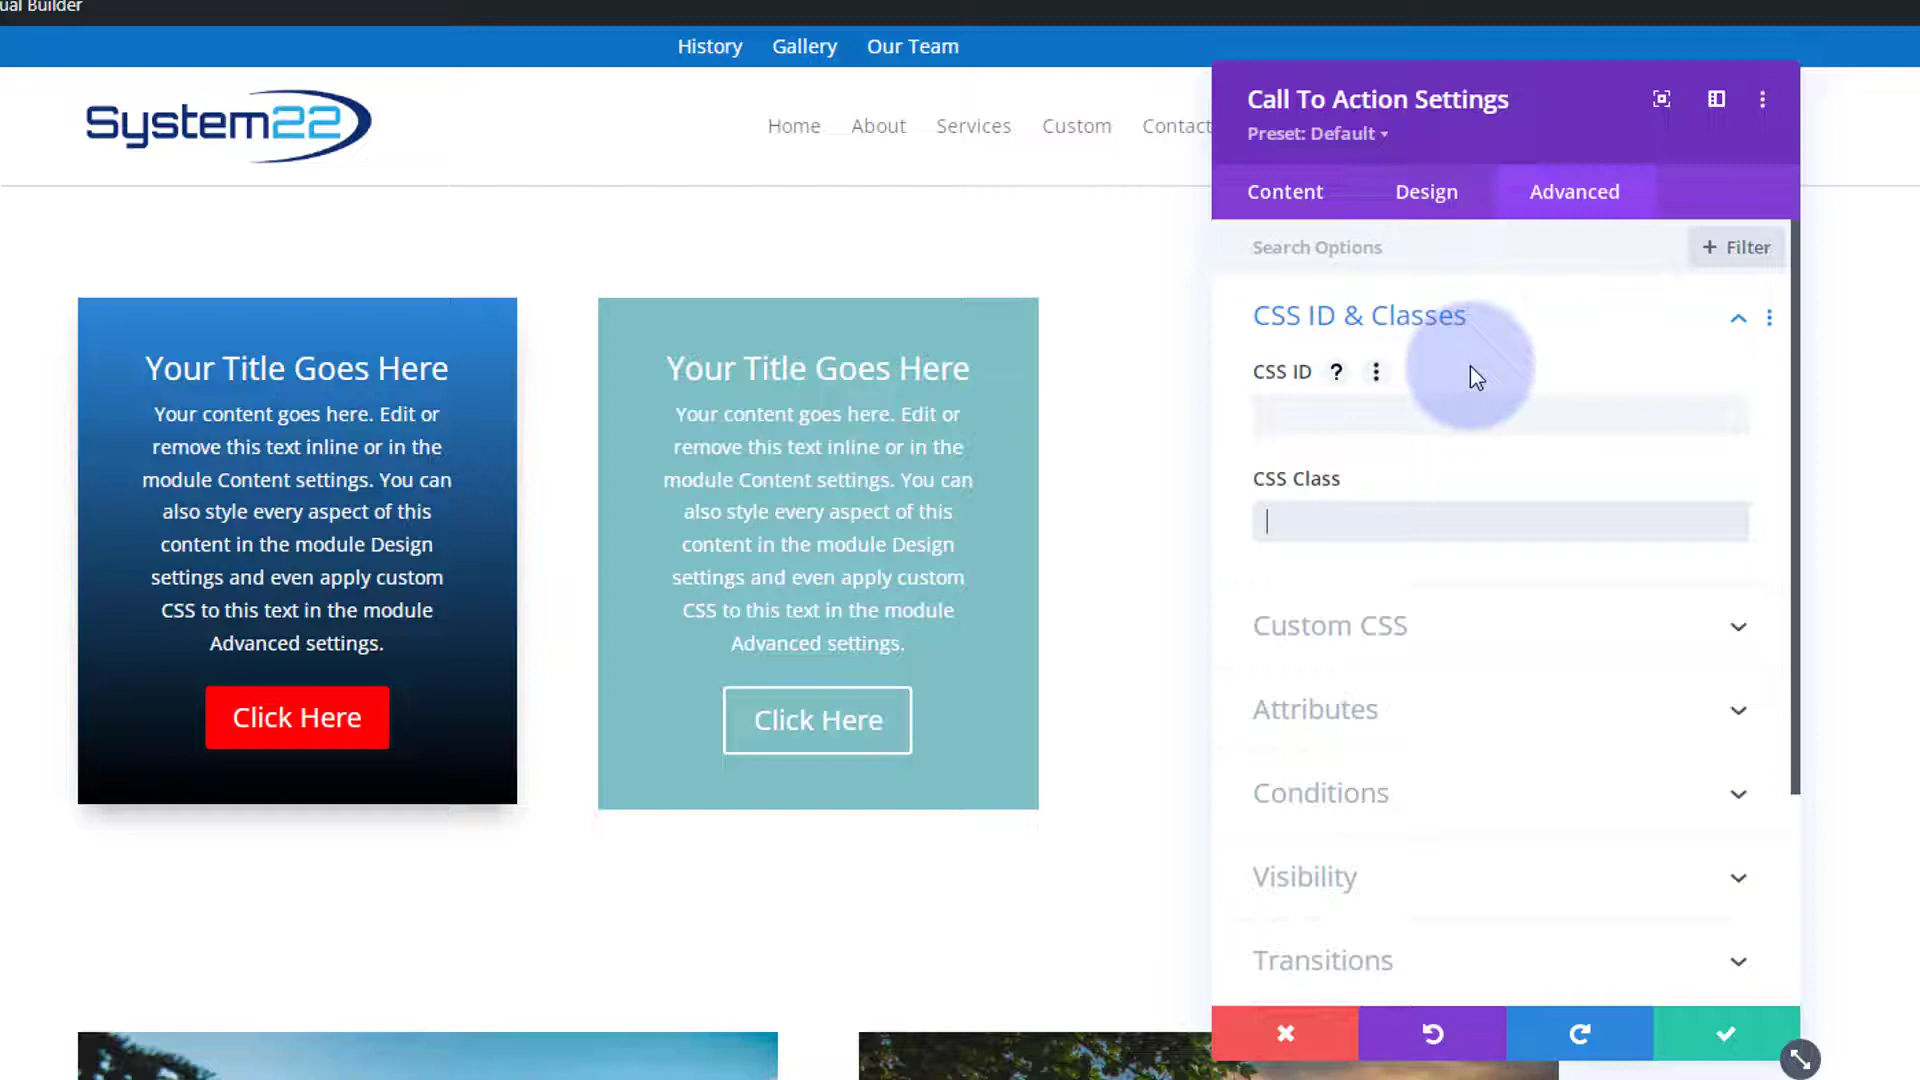 ual Builder
History Gallery Our Team
System22
Home About Services Custom Contact
Call To Action Settings
Preset: Default
Content Design Advanced
Search Options
+ Filter
CSS ID & Classes
CSS ID ?
CSS Class
Custom CSS
Attributes
Conditions
Visibility
Transitions
Your Title Goes Here
Your content goes here. Edit or
remove this text inline or in the
module Content settings. You can
also style every aspect of this
content in the module Design
settings and even apply custom
CSS to this text in the module
Advanced settings.
Click Here
Your Title Goes Here
Your content goes here. Edit or
remove this text inline or in the
module Content settings. You can
also style every aspect of this
content in the module Design
settings and even apply custom
CSS to this text in the module
Advanced settings.
Click Here